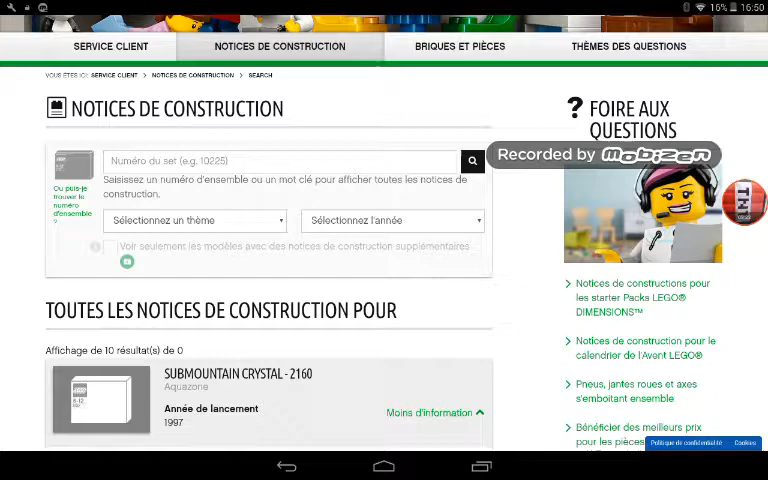 16% 16:50
SERVICE CLIENT NOTICES DE CONSTRUCTION BRIQUES ET PIÈCES THÈMES DES QUESTIONS
VOUS ÊTES ICI: SERVICE CLIENT > NOTICES DE CONSTRUCTION > SEARCH
NOTICES DE CONSTRUCTION
Numéro du set (e.g. 10225)
Saisissez un numéro d'ensemble ou un mot clé pour afficher toutes les notices de
construction.
Ou puis-je
trouver le
numéro
d'ensemble
?
Sélectionnez un thème
Sélectionnez l'année
Voir seulement les modèles avec des notices de construction supplémentaires
TOUTES LES NOTICES DE CONSTRUCTION POUR
Affichage de 10 résultat(s) de 0
SUBMOUNTAIN CRYSTAL - 2160
Aquazone
Année de lancement
1997
Moins d'information
? FOIRE AUX
QUESTIONS
Recorded by mobizen
Notices de constructions pour
les starter Packs LEGO®
DIMENSIONS™
Notices de construction pour le
calendrier de l'Avent LEGO®
Pneus, jantes roues et axes
s'emboitant ensemble
Bénéficier des meilleurs prix
pour les pièces
Politique de confidentialité Cookies